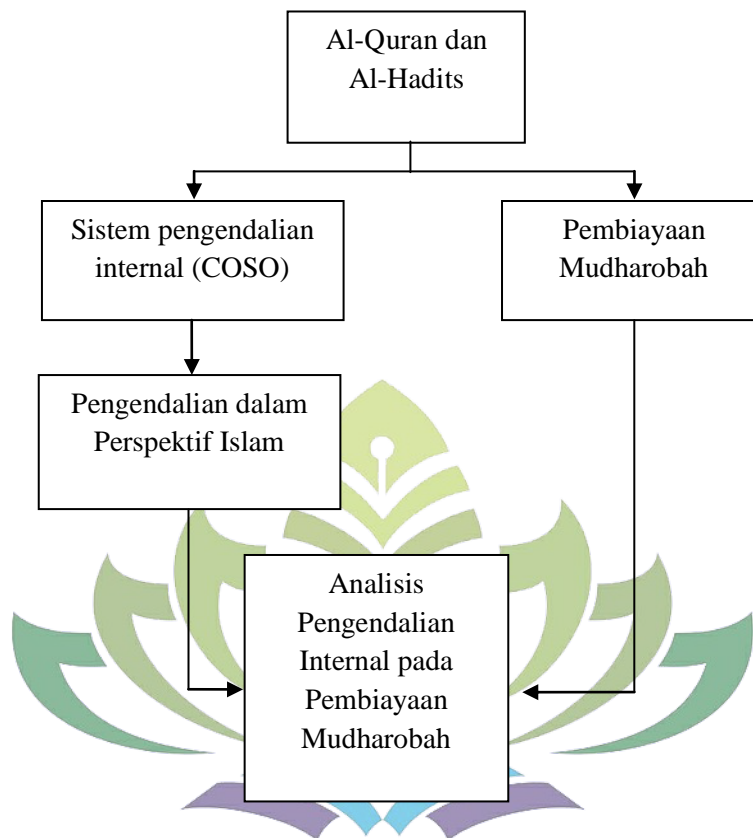 Al-Quran dan
Al-Hadits
Sistem pengendalian
internal (COSO)
Pembiayaan
Mudharobah
Pengendalian dalam
Perspektif Islam
Analisis
Pengendalian
Internal pada
Pembiayaan
Mudharobah